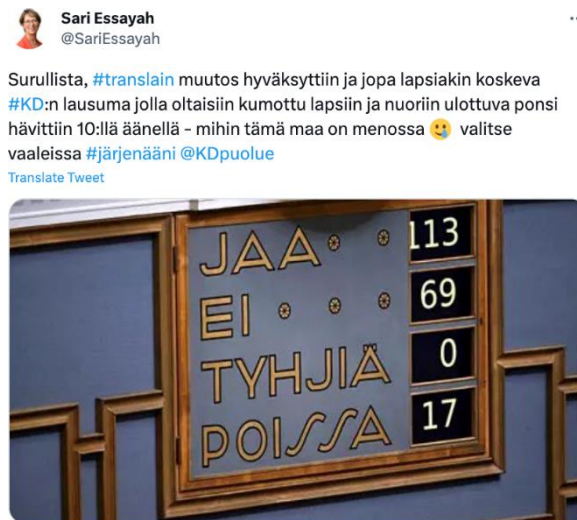 Sari Essayah
@SariEssayah
Surullista, #translain muutos hyväksyttiin ja jopa lapsiakin koskeva
#KD:n lausuma jolla oltaisiin kumottu lapsiin ja nuoriin ulottuva ponsi
hävittiin 10:llä äänellä - mihin tämä maa on menossa 🥲 valitse
vaaleissa #järjenääni @KDpuolue
Translate Tweet
JAA 113
EI 69
TYHJIÄ 0
POISSA 17